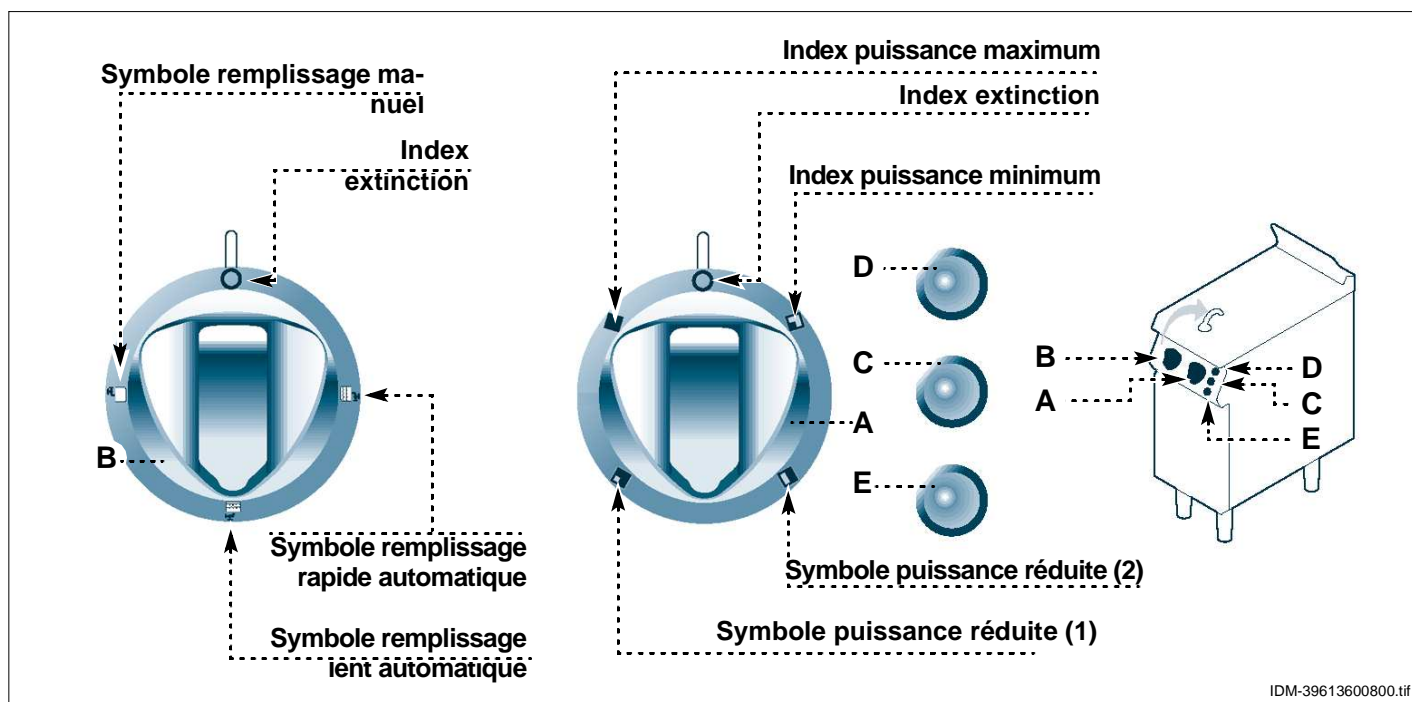 Symbole remplissage ma-
nuel
Index
extinction
B
Symbole remplissage
rapide automatique
Symbole remplissage
lent automatique
Index puissance maximum
Index extinction
Index puissance minimum
D
C
A
E
Symbole puissance réduite (2)
Symbole puissance réduite (1)
B
A
D
C
E
IDM-39613600800.tif